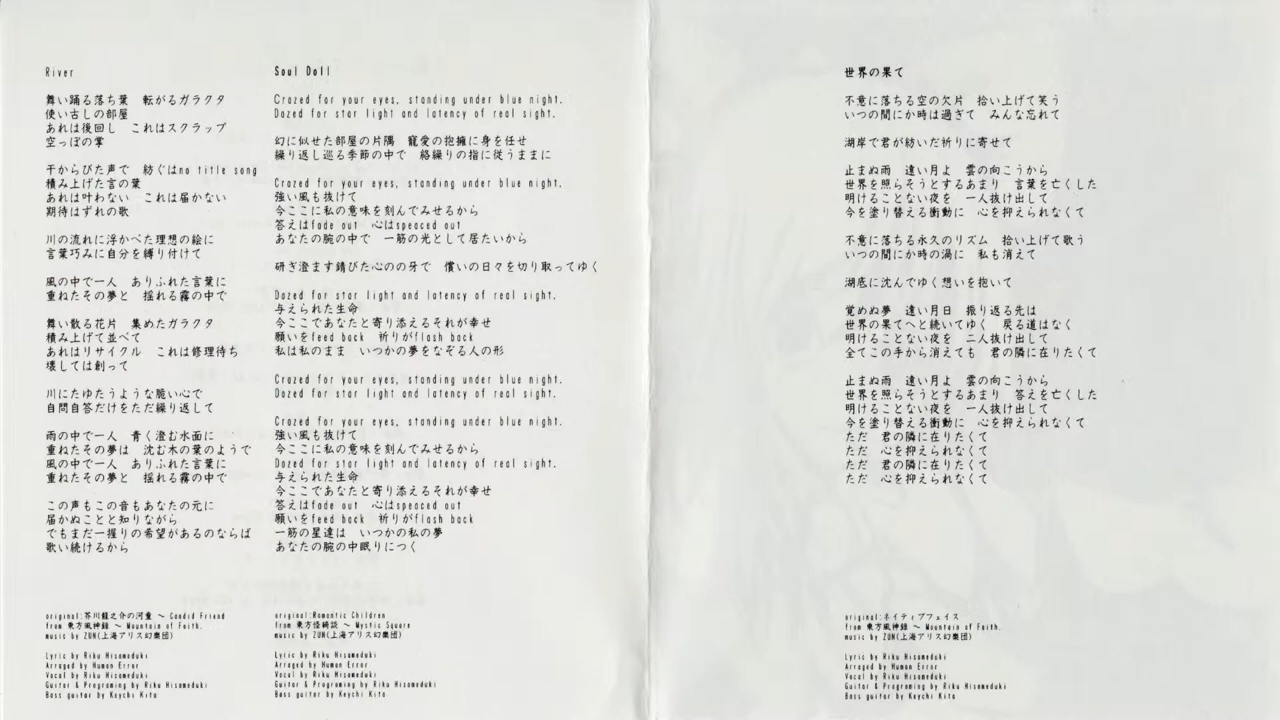 River
舞い踊る落ち葉　転がるガラクタ
使い古しの部屋
あれは後回し　これはスクラップ
空っぽの掌
干からびた声で　紡ぐはno title song
積み上げた言の葉
あれは叶わない　これは届かない
期待はずれの歌
川の流れに浮かべた理想の絵に
言葉巧みに自分を縛り付けて
風の中で一人　ありふれた言葉に
重ねたその夢と　揺れる霧の中で
舞い散る花片　集めたガラクタ
積み上げて並べて
あれはリサイクル　これは修理待ち
壊しては創って
川にたゆたうような脆い心で
自問自答だけをただ繰り返して
雨の中で一人　青く澄む水面に
重ねたその夢は　沈む木の葉のようで
風の中で一人　ありふれた言葉に
重ねたその夢と　揺れる霧の中で
この声もこの音もあなたの元に
届かぬことと知りながら
でもまだ一握りの希望があるのならば
歌い続けるから
original:芥川龍之介の河童 ～ Candid Friend
from 東方風神録 ～ Mountain of Faith.
music by ZUN(上海アリス幻樂団)
Lyric by Riku Hisameduki
Arraged by Human Error
Vocal by Riku Hisameduki
Guitar & Programing by Riku Hisameduki
Bass guitar by Keychi Kita
Soul Doll
Crazed for your eyes, standing under blue night.
Dazed for star light and latency of real sight.
幻に似せた部屋の片隅　寵愛の抱擁に身を任せ
繰り返し巡る季節の中で　絡繰りの指に従うままに
Crazed for your eyes, standing under blue night.
強い風も抜けて
今ここに私の意味を刻んでみせるから
答えはfade out　心はspaced out
あなたの腕の中で　一筋の光として居たいから
研ぎ澄ます錆びた心のの牙で　償いの日々を切り取ってゆく
Dazed for star light and latency of real sight.
与えられた生命
今ここであなたと寄り添えるそれが幸せ
願いをfeed back　祈りがflash back
私は私のまま　いつかの夢をなぞる人の形
Crazed for your eyes, standing under blue night.
Dazed for star light and latency of real sight.
Crazed for your eyes, standing under blue night.
強い風も抜けて
今ここに私の意味を刻んでみせるから
Dazed for star light and latency of real sight.
与えられた生命
今ここであなたと寄り添えるそれが幸せ
答えはfade out　心はspeaced out
願いをfeed back　祈りがflash back
一筋の星達は　いつかの私の夢
あなたの腕の中眠りにつく
original:Romantic Children
from 東方怪綺談 ～ Mystic Square
music by ZUN(上海アリス幻樂団)
Lyric by Riku Hisameduki
Arraged by Human Error
Vocal by Riku Hisameduki
Guitar & Programing by Riku Hisameduki
Bass guitar by Keychi Kita
世界の果て
不意に落ちる空の欠片　拾い上げて笑う
いつの間にか時は過ぎて　みんな忘れて
湖岸で君が紡いだ祈りに寄せて
止まぬ雨　遠い月よ　雲の向こうから
世界を照らそうとするあまり　言葉を亡くした
明けることない夜を　一人抜け出して
今を塗り替える衝動に　心を抑えられなくて
不意に落ちる永久のリズム　拾い上げて歌う
いつの間にか時の渦に　私も消えて
湖底に沈んでゆく想いを抱いて
覚めぬ夢　遠い月日　振り返る先は
世界の果てへと続いてゆく　戻る道はなく
明けることない夜を　二人抜け出して
全てこの手から消えても　君の隣に在りたくて
止まぬ雨　遠い月よ　雲の向こうから
世界を照らそうとするあまり　答えを亡くした
明けることない夜を　一人抜け出して
今を塗り替える衝動に　心を抑えられなくて
ただ　君の隣に在りたくて
ただ　心を抑えられなくて
ただ　君の隣に在りたくて
ただ　心を抑えられなくて
original:ネイティブフェイス
from 東方風神録 ～ Mountain of Faith.
music by ZUN(上海アリス幻樂団)
Lyric by Riku Hisameduki
Arraged by Human Error
Vocal by Riku Hisameduki
Guitar & Programing by Riku Hisameduki
Bass guitar by Keychi Kita